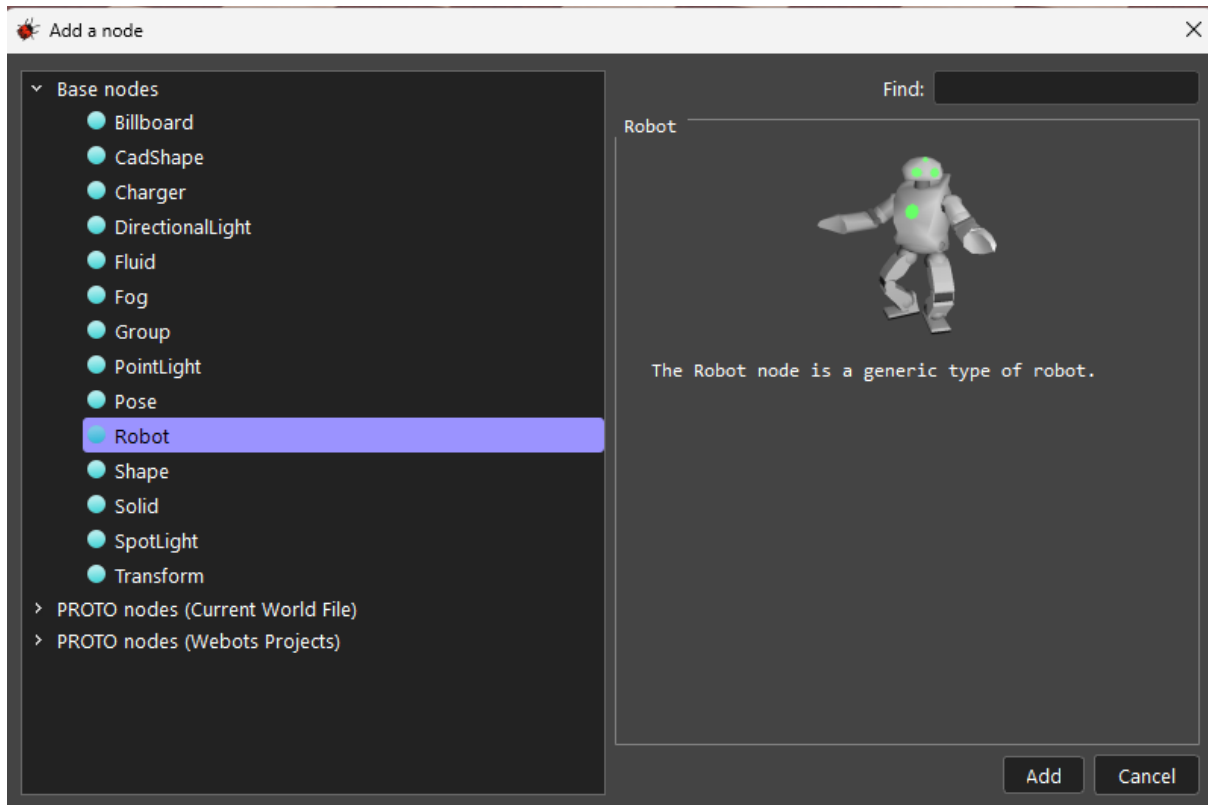 Add a node
Base nodes
Billboard
CadShape
Charger
DirectionalLight
Fluid
Fog
Group
PointLight
Pose
Robot
Shape
Solid
SpotLight
Transform
PROTO nodes (Current World File)
PROTO nodes (Webots Projects)
Find:
Robot
The Robot node is a generic type of robot.
Add
Cancel